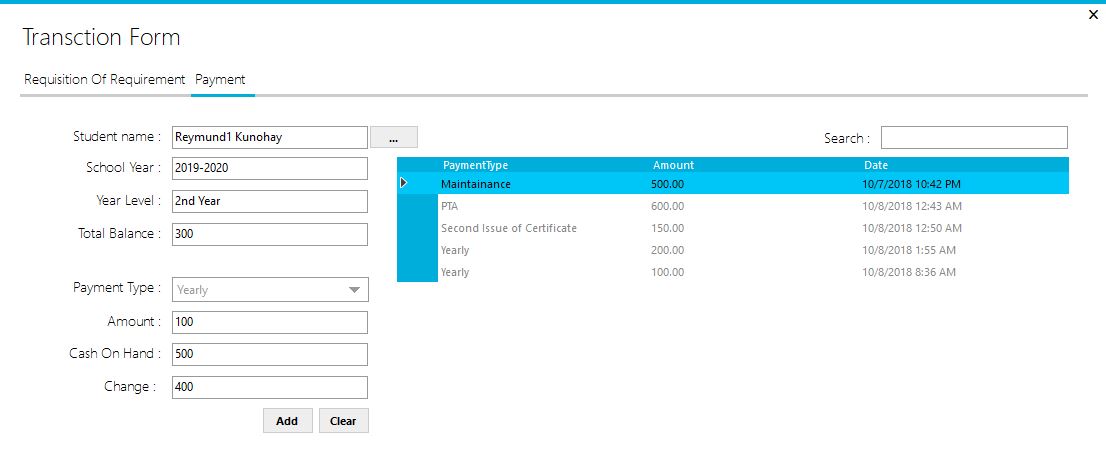 x
Transction Form
Requisition Of Requirement Payment
Student name : Reymund1 Kunohay ...
School Year : 2019-2020
Year Level : 2nd Year
Total Balance : 300
Payment Type : Yearly
Amount : 100
Cash On Hand : 500
Change : 400
Add Clear
Search :
PaymentType Amount Date
Maintainance 500.00 10/7/2018 10:42 PM
PTA 600.00 10/8/2018 12:43 AM
Second Issue of Certificate 150.00 10/8/2018 12:50 AM
Yearly 200.00 10/8/2018 1:55 AM
Yearly 100.00 10/8/2018 8:36 AM